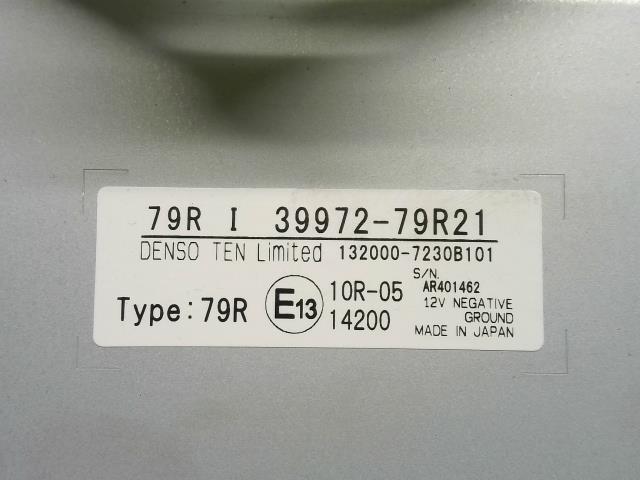 79R I 39972-79R21
DENSO TEN Limited 132000-7230B101
Type: 79R
E13
10R-05
14200
S/N.
AR401462
12V NEGATIVE
GROUND
MADE IN JAPAN